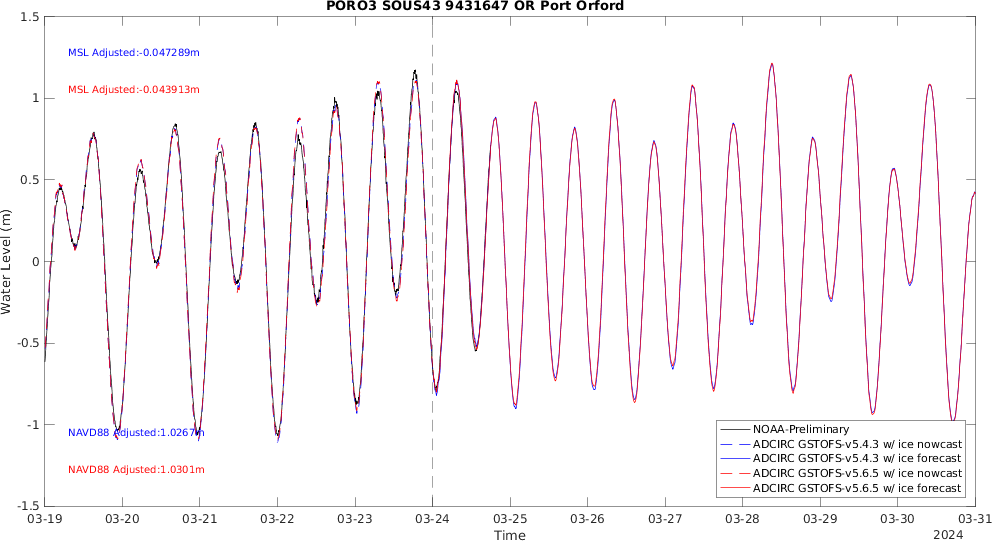 PORO3 SOUS43 9431647 OR Port Orford
1.5
1
0.5
0
-0.5
-1
-1.5
Water Level (m)
MSL Adjusted:-0.047289m
MSL Adjusted:-0.043913m
NAVD88 Adjusted:1.0267m
NAVD88 Adjusted:1.0301m
NOAA-Preliminary
ADCIRC GSTOFS-v5.4.3 w/ ice nowcast
ADCIRC GSTOFS-v5.4.3 w/ ice forecast
ADCIRC GSTOFS-v5.6.5 w/ ice nowcast
ADCIRC GSTOFS-v5.6.5 w/ ice forecast
03-19 03-20 03-21 03-22 03-23 03-24 03-25 03-26 03-27 03-28 03-29 03-30 03-31
Time
2024